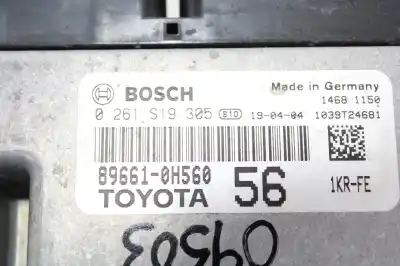 BOSCH
Made in Germany
1468 1150
0 261 S19 305 B10 19-04-04 1039T24681
89661-0H560
56
TOYOTA
1KR-FE
09503